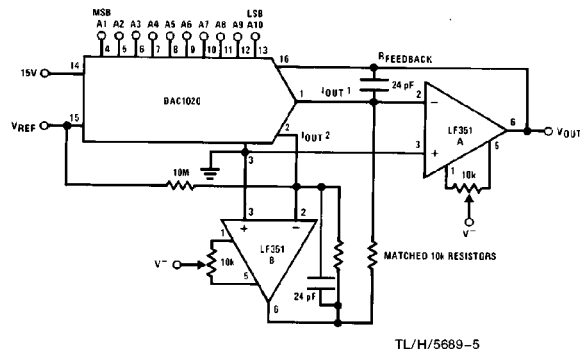 MSB LSB
A1 A2 A3 A4 A5 A6 A7 A8 A9 A10
4 5 6 7 8 9 10 11 12 13
16 RFEEDBACK
15V 14
24 pF
DAC1020
1 IOUT 1 2 − 6 VOUT
LF351
A
VREF 15
2 IOUT 2
3 + 5
3
1 10k
10M
V−
3 2
+ −
1 LF351
B
MATCHED 10k RESISTORS
V− 10k
5
24 pF
6
TL/H/5689–5